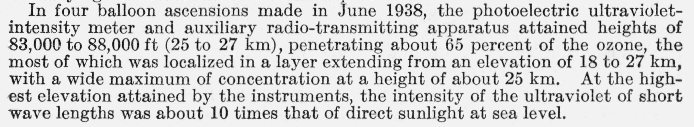 In four balloon ascensions made in June 1938, the photoelectric ultraviolet-
intensity meter and auxiliary radio-transmitting apparatus attained heights of
83,000 to 88,000 ft (25 to 27 km), penetrating about 65 percent of the ozone, the
most of which was localized in a layer extending from an elevation of 18 to 27 km,
with a wide maximum of concentration at a height of about 25 km. At the high-
est elevation attained by the instruments, the intensity of the ultraviolet of short
wave lengths was about 10 times that of direct sunlight at sea level.